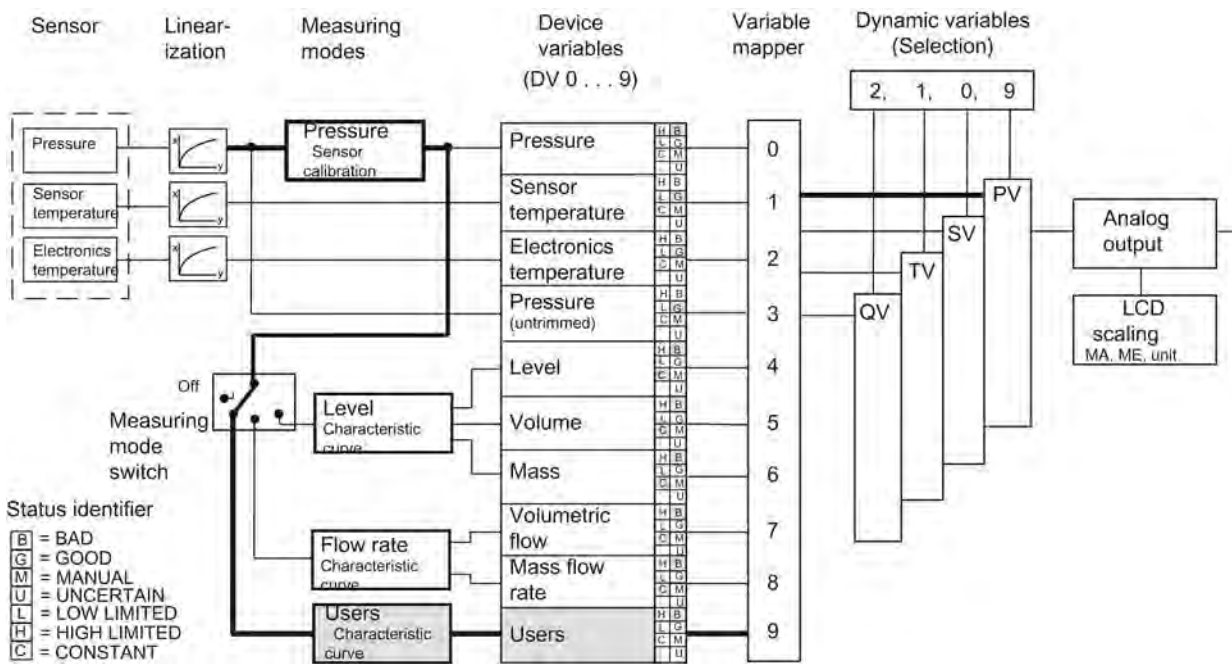 Sensor
Linear-
ization
Measuring
modes
Device
variables
(DV 0 . . . 9)
Variable
mapper
Dynamic variables
(Selection)
2, 1, 0, 9
Pressure
Sensor
temperature
Electronics
temperature
x
y
x
y
x
y
Pressure
Sensor
calibration
Pressure
H B
L G
C M
U
0
Sensor
temperature
H B
L G
C M
U
1
Electronics
temperature
H B
L G
C M
U
2
Pressure
(untrimmed)
H B
L G
C M
U
3
Level
H B
L G
C M
U
4
Volume
H B
L G
C M
U
5
Mass
H B
L G
C M
U
6
Volumetric
flow
H B
L G
C M
U
7
Mass flow
rate
H B
L G
C M
U
8
Users
H B
L G
C M
U
9
PV
SV
TV
QV
Analog
output
LCD
scaling
MA, ME, unit
Off
Measuring
mode
switch
Level
Characteristic
curve
Flow rate
Characteristic
curve
Users
Characteristic
curve
Status identifier
B = BAD
G = GOOD
M = MANUAL
U = UNCERTAIN
L = LOW LIMITED
H = HIGH LIMITED
C = CONSTANT